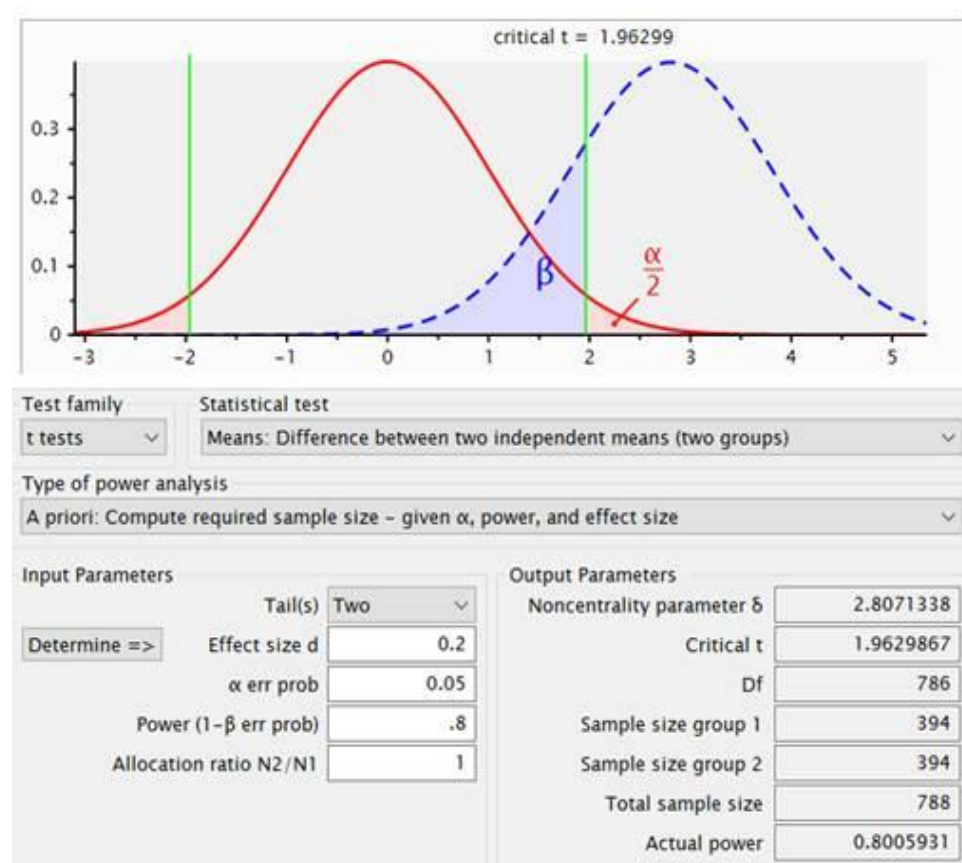 critical t = 1.96299
0.3
0.2
0.1
0
β
α
2
-3 -2 -1 0 1 2 3 4 5
Test family Statistical test
t tests Means: Difference between two independent means (two groups)
Type of power analysis
A priori: Compute required sample size – given α, power, and effect size
Input Parameters Output Parameters
Tail(s) Two Noncentrality parameter δ 2.8071338
Determine => Effect size d 0.2 Critical t 1.9629867
α err prob 0.05 Df 786
Power (1-β err prob) .8 Sample size group 1 394
Allocation ratio N2/N1 1 Sample size group 2 394
Total sample size 788
Actual power 0.8005931